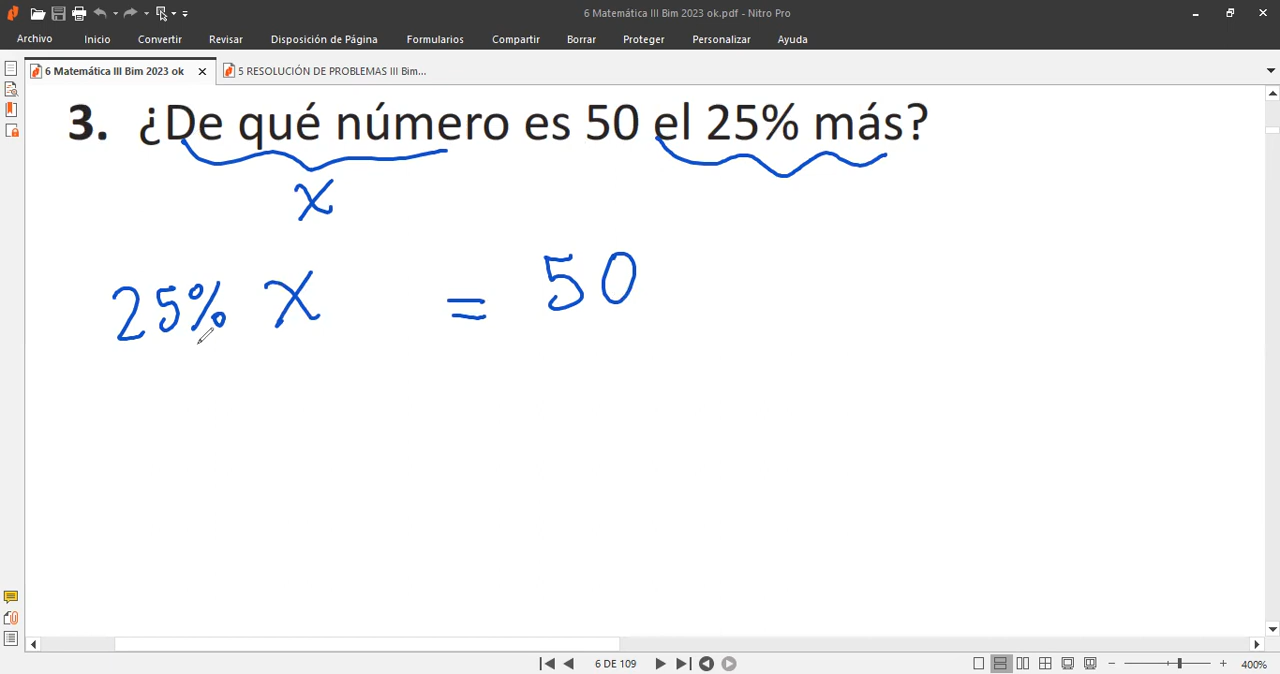 6 Matemática III Bim 2023 ok.pdf - Nitro Pro
Archivo Inicio Convertir Revisar Disposición de Página Formularios Compartir Borrar Proteger Personalizar Ayuda
6 Matemática III Bim 2023 ok 5 RESOLUCIÓN DE PROBLEMAS III Bim...
3. ¿De qué número es 50 el 25% más?
x
25% x = 50
6 DE 109 400%